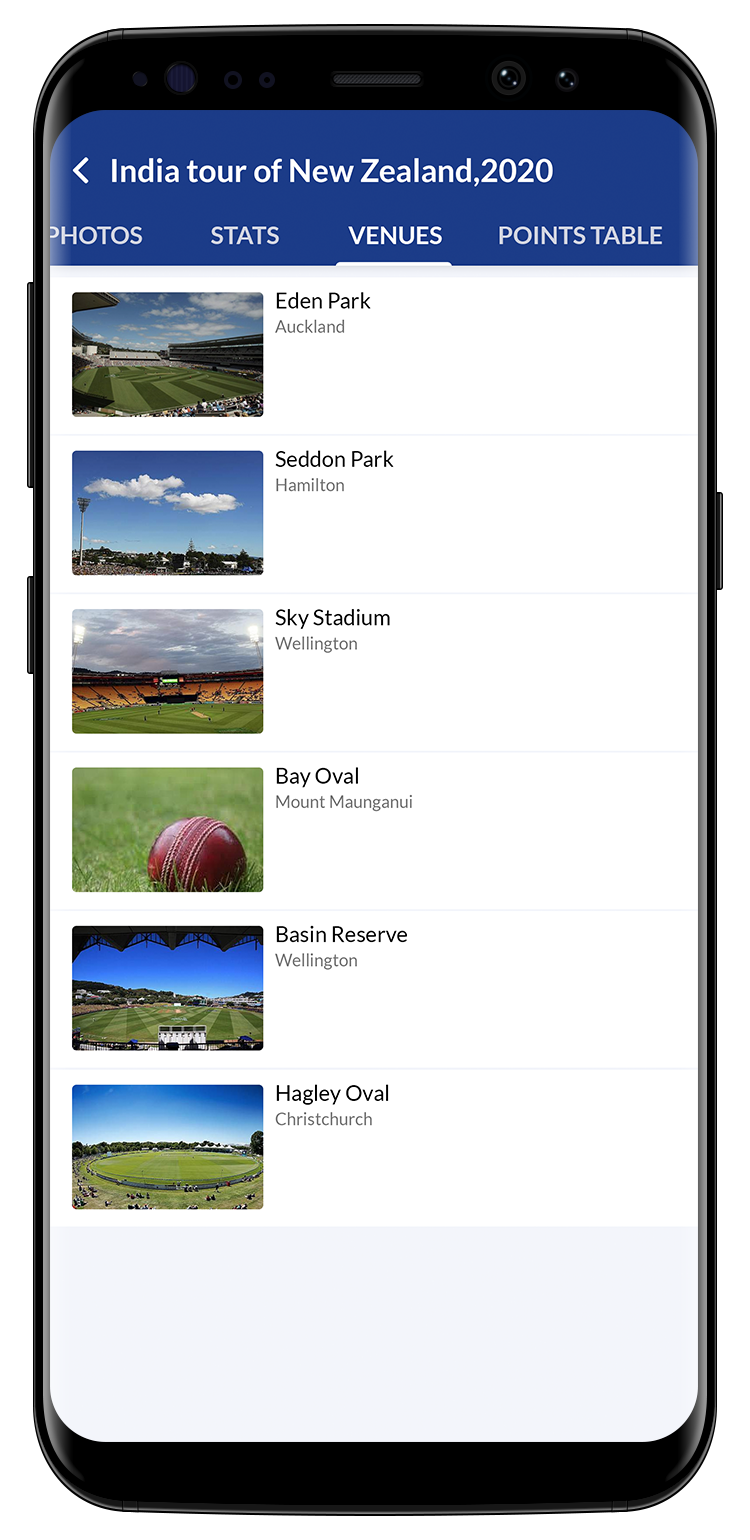 India tour of New Zealand,2020
PHOTOS STATS VENUES POINTS TABLE
Eden Park
Auckland
Seddon Park
Hamilton
Sky Stadium
Wellington
Bay Oval
Mount Maunganui
Basin Reserve
Wellington
Hagley Oval
Christchurch